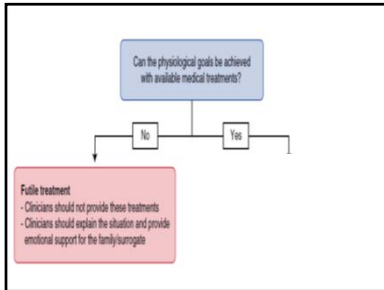 Can the physiological goals be achieved
with available medical treatments?
No
Yes
Futile treatment
- Clinicians should not provide these treatments
- Clinicians should explain the situation and provide
emotional support for the family/surrogate